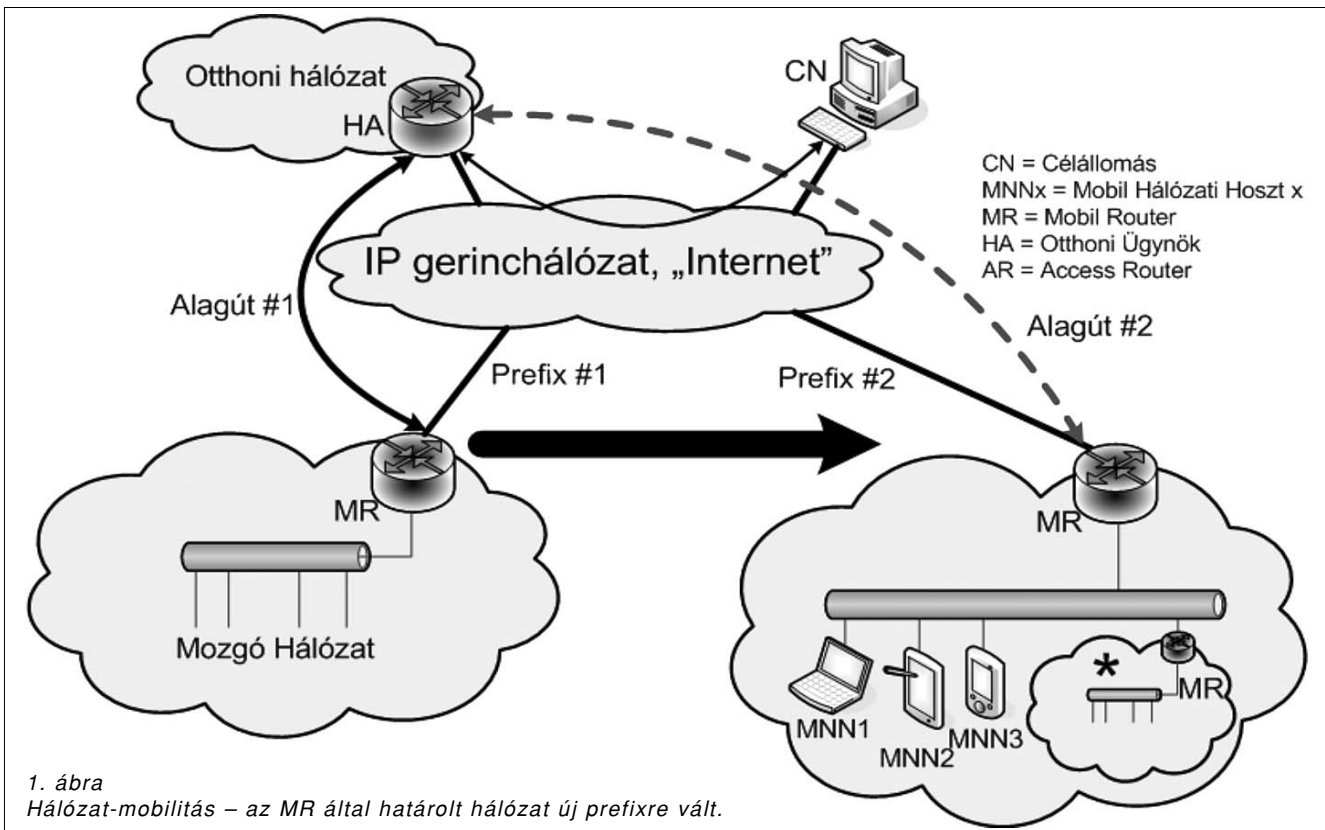 Otthoni hálózat
HA
CN
CN = Célállomás
MNNx = Mobil Hálózati Hoszt x
MR = Mobil Router
HA = Otthoni Ügynök
AR = Access Router
IP gerinchálózat, „Internet”
Alagút #1
Alagút #2
Prefix #1
Prefix #2
MR
Mozgó Hálózat
MR
*
MR
MNN1
MNN2
MNN3
1. ábra
Hálózat-mobilitás – az MR által határolt hálózat új prefixre vált.